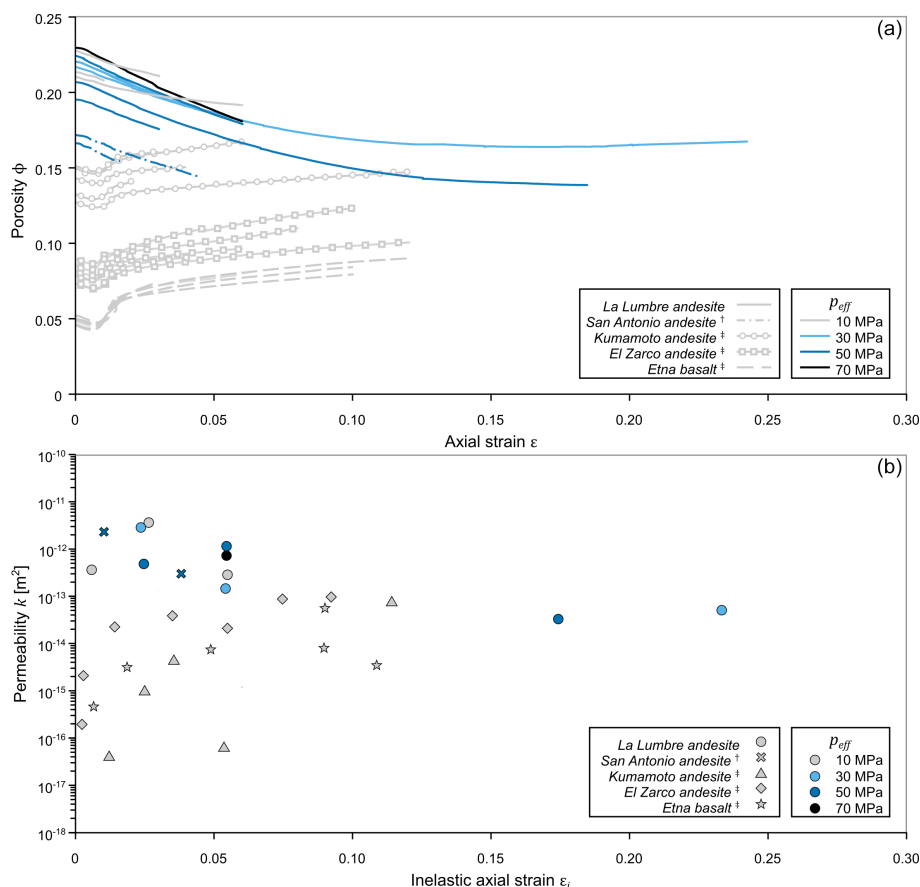 (a)
0.25
0.20
0.15
0.10
0.05
0
Porosity ϕ
La Lumbre andesite
San Antonio andesite †
Kumamoto andesite ‡
El Zarco andesite ‡
Etna basalt ‡
p_eff
10 MPa
30 MPa
50 MPa
70 MPa
0 0.05 0.10 0.15 0.20 0.25 0.30
Axial strain ε
(b)
10⁻¹⁰
10⁻¹¹
10⁻¹²
10⁻¹³
10⁻¹⁴
10⁻¹⁵
10⁻¹⁶
10⁻¹⁷
10⁻¹⁸
Permeability k [m²]
La Lumbre andesite
San Antonio andesite †
Kumamoto andesite ‡
El Zarco andesite ‡
Etna basalt ‡
p_eff
10 MPa
30 MPa
50 MPa
70 MPa
0 0.05 0.10 0.15 0.20 0.25 0.30
Inelastic axial strain εᵢ